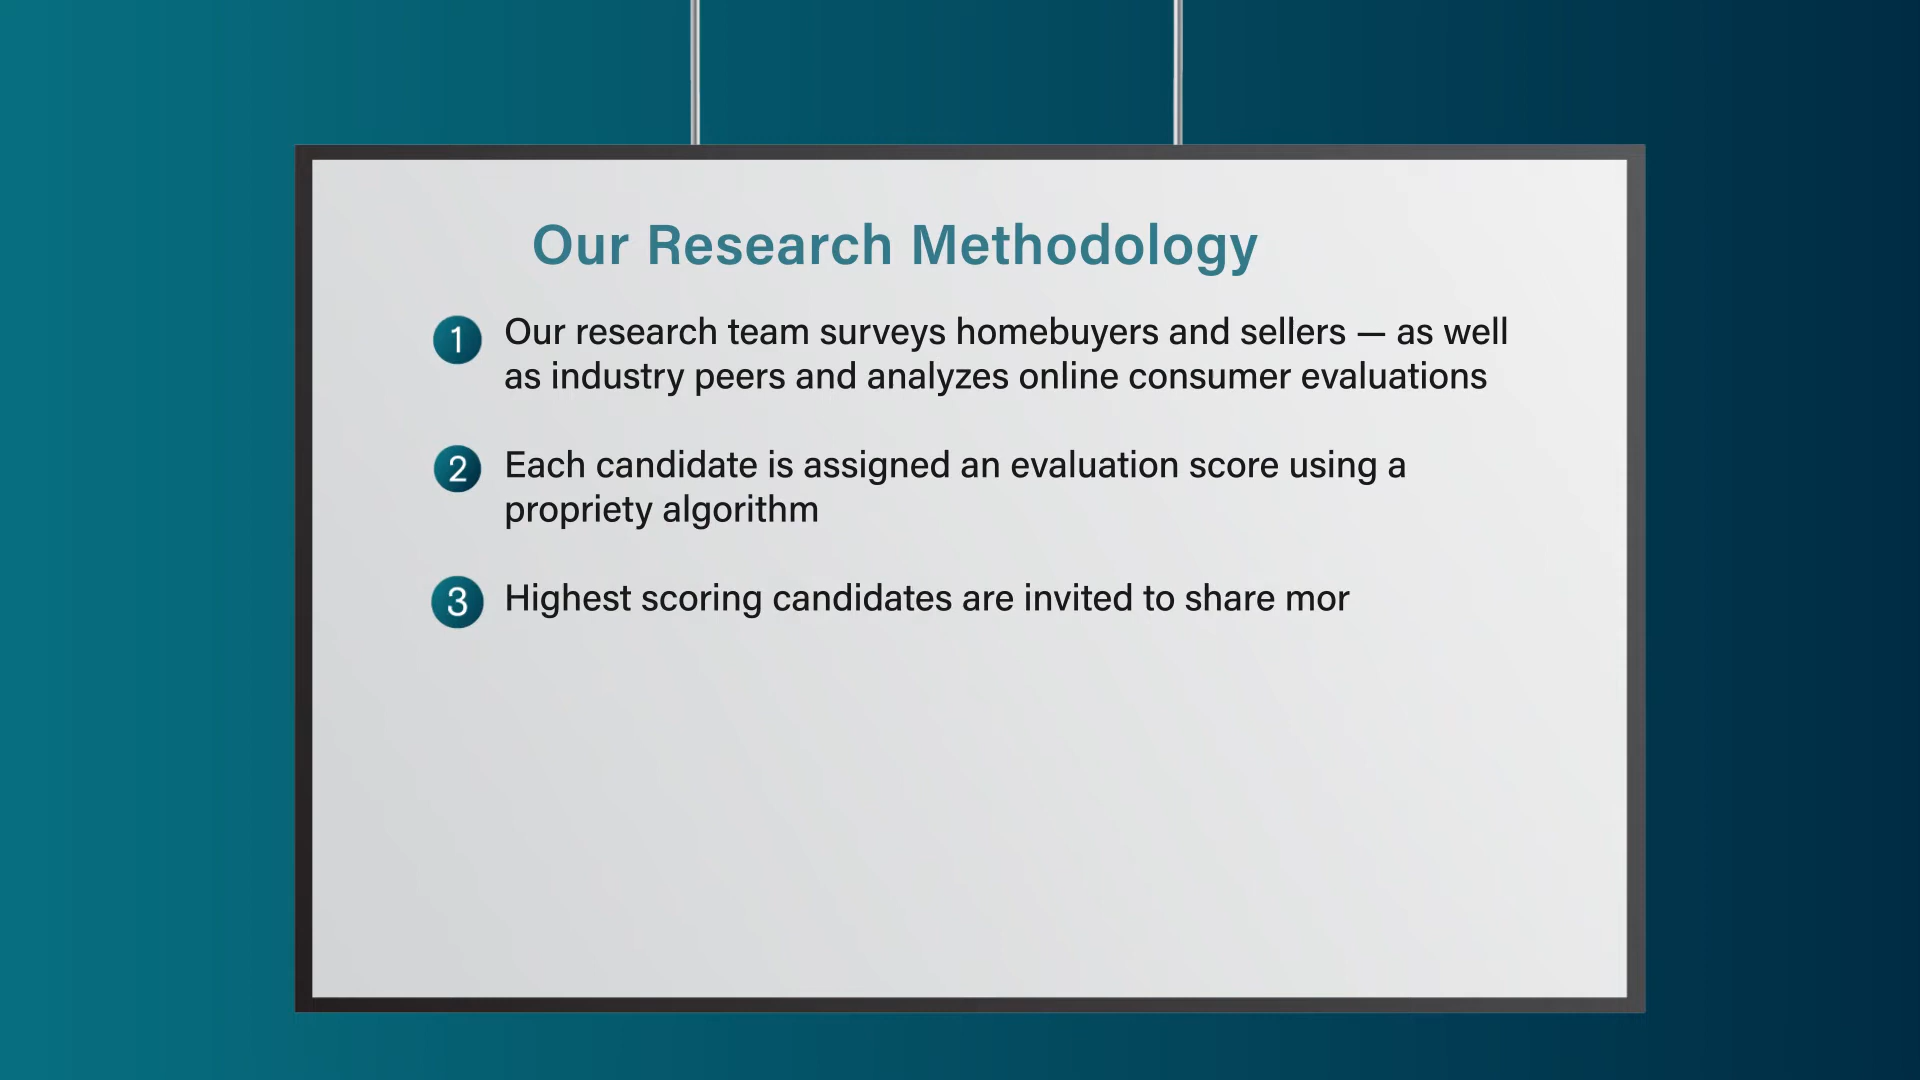 Our Research Methodology
1 Our research team surveys homebuyers and sellers — as well
as industry peers and analyzes online consumer evaluations
2 Each candidate is assigned an evaluation score using a
propriety algorithm
3 Highest scoring candidates are invited to share mor